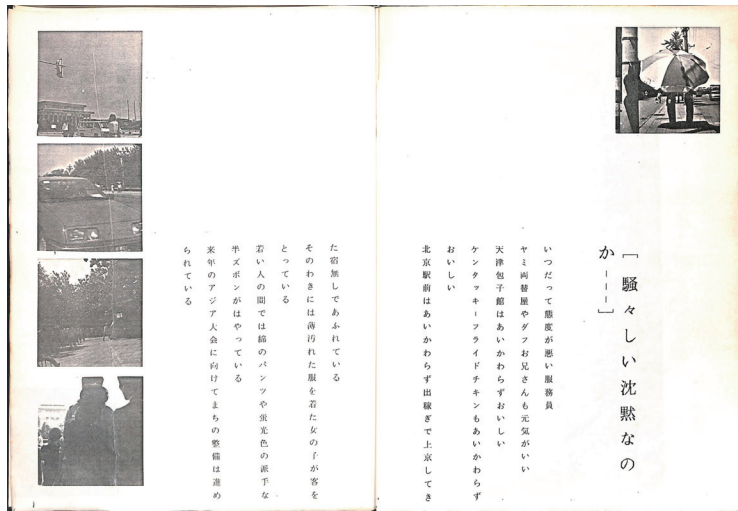 ［騒々しい沈黙なの
か－－－］
いつだって態度が悪い服務員
ヤミ両替屋やダフお兄さんも元気がいい
天津包子館はあいかわらずおいしい
ケンタッキーフライドチキンもあいかわらず
おいしい
北京駅前はあいかわらず出稼ぎで上京してき
た宿無しであふれている
そのわきには薄汚れた服を着た女の子が客を
とっている
若い人の間では綿のパンツや蛍光色の派手な
半ズボンがはやっている
来年のアジア大会に向けてまちの整備は進め
られている